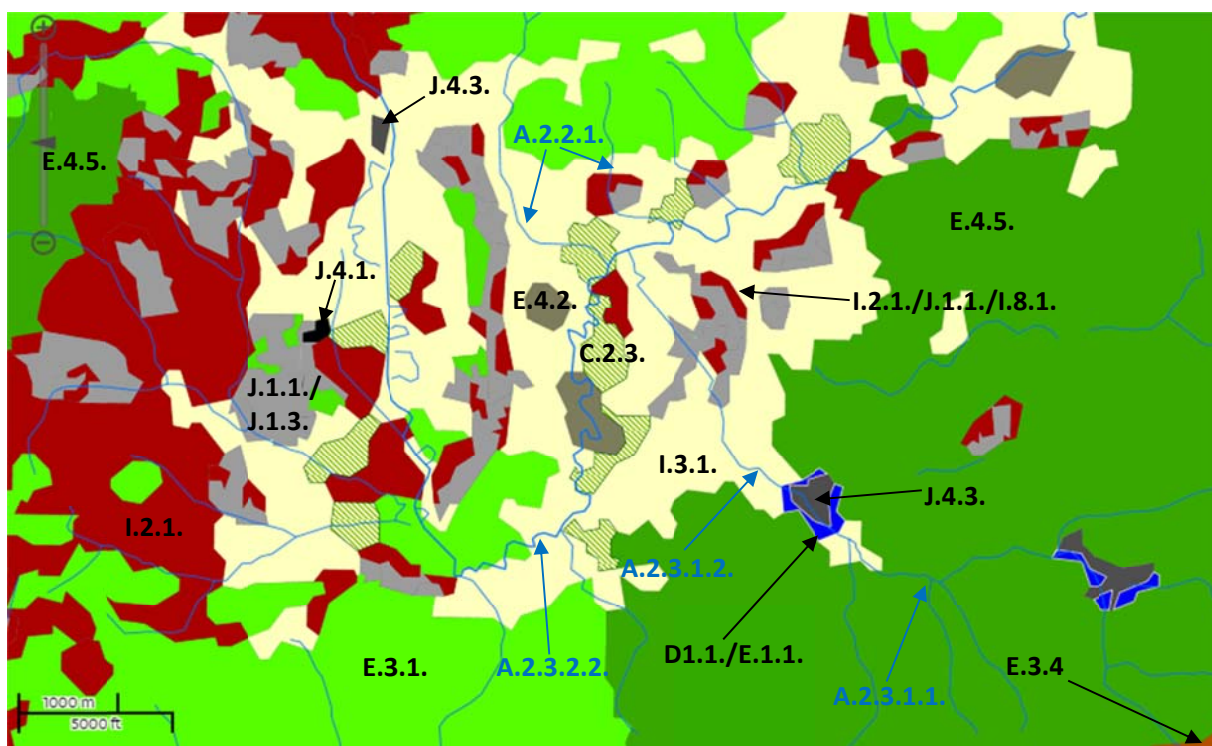 J.4.3.
A.2.2.1.
E.4.5.
E.4.5.
J.4.1.
E.4.2.
I.2.1./J.1.1./I.8.1.
C.2.3.
J.1.1./
J.1.3.
I.3.1.
J.4.3.
I.2.1.
A.2.3.1.2.
D1.1./E.1.1.
E.3.1.
A.2.3.2.2.
E.3.4
A.2.3.1.1.
1000 m
5000 ft